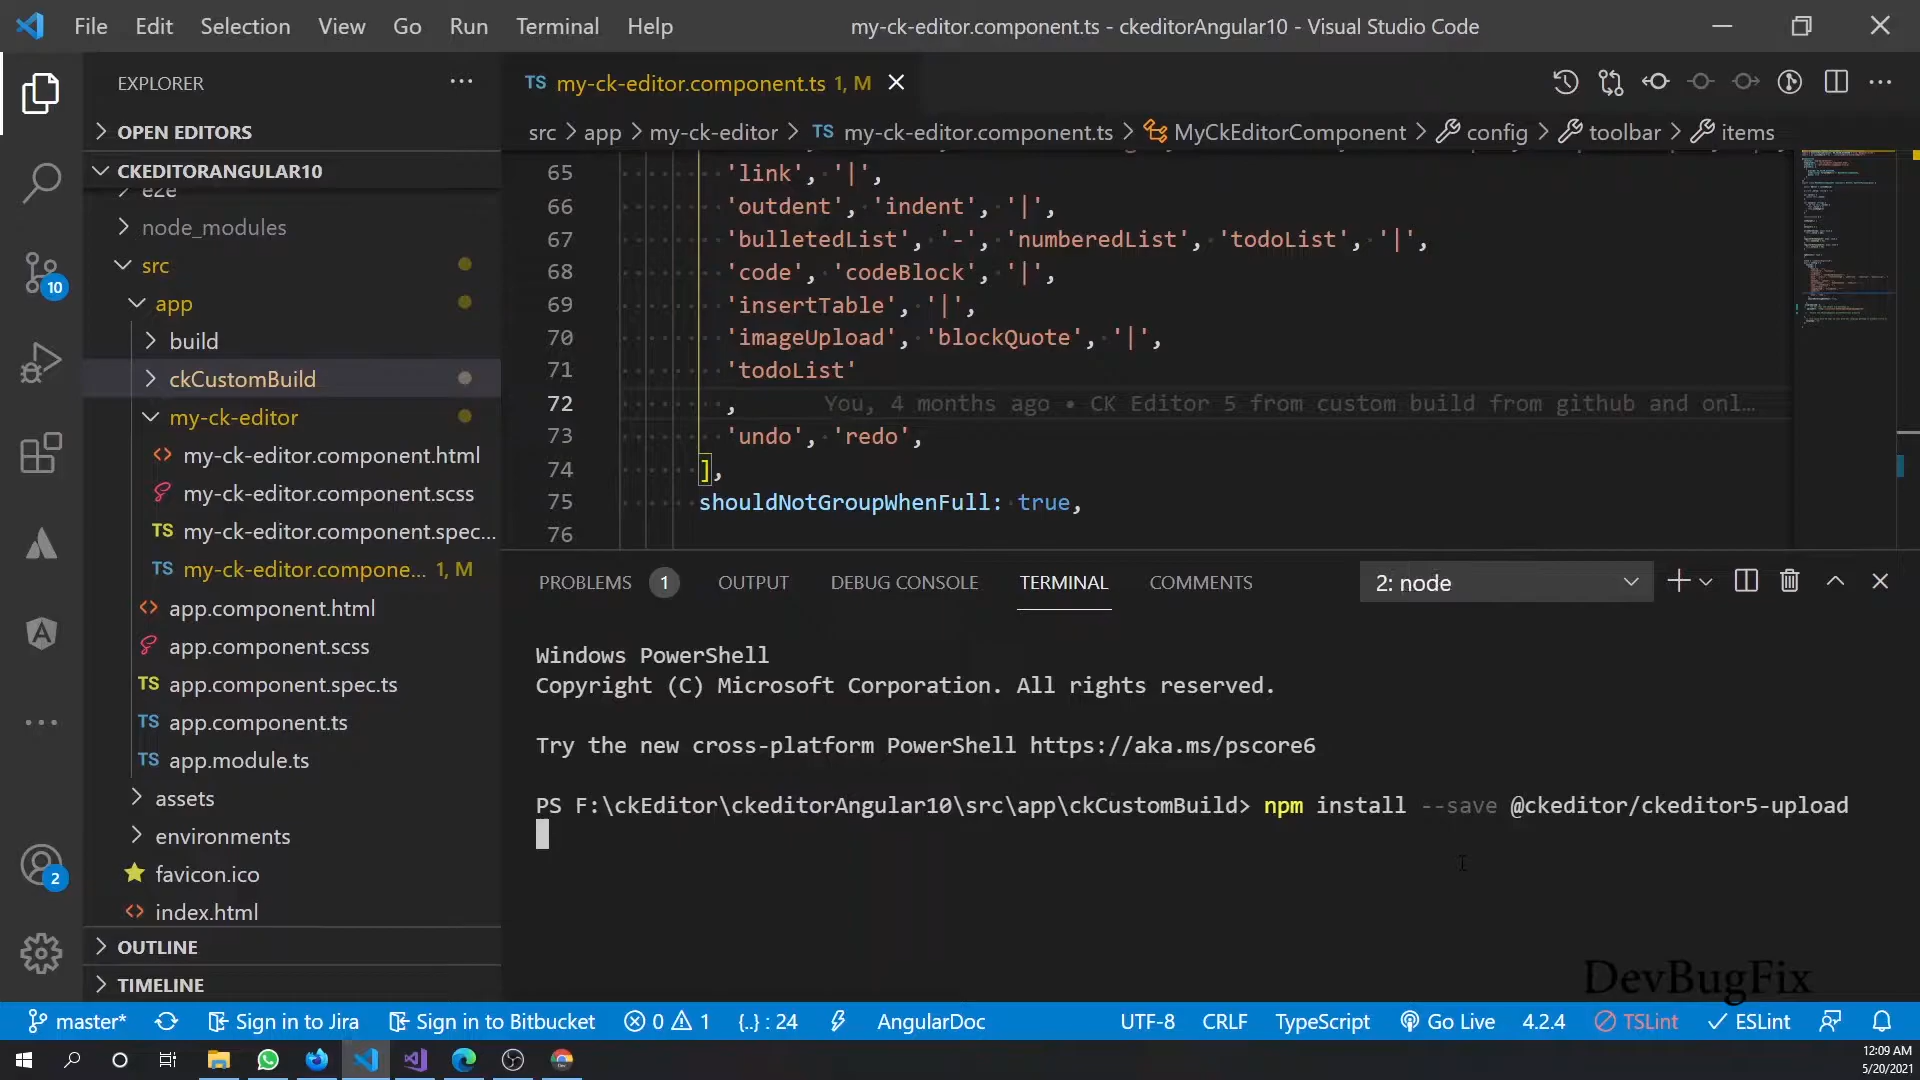 File Edit Selection View Go Run Terminal Help
my-ck-editor.component.ts - ckeditorAngular10 - Visual Studio Code
EXPLORER
OPEN EDITORS
CKEDITORANGULAR10
e2e
node_modules
src
app
build
ckCustomBuild
my-ck-editor
my-ck-editor.component.html
my-ck-editor.component.scss
TS my-ck-editor.component.spec...
TS my-ck-editor.compone... 1, M
app.component.html
app.component.scss
TS app.component.spec.ts
TS app.component.ts
TS app.module.ts
assets
environments
favicon.ico
index.html
OUTLINE
TIMELINE
10
2
TS my-ck-editor.component.ts 1, M
src > app > my-ck-editor > TS my-ck-editor.component.ts > MyCkEditorComponent > config > toolbar > items
65 'link', '|',
66 'outdent', 'indent', '|',
67 'bulletedList', '-', 'numberedList', 'todoList', '|',
68 'code', 'codeBlock', '|',
69 'insertTable', '|',
70 'imageUpload', 'blockQuote', '|',
71 'todoList'
72 , You, 4 months ago • CK Editor 5 from custom build from github and onl…
73 'undo', 'redo',
74 ],
75 shouldNotGroupWhenFull: true,
76
PROBLEMS 1 OUTPUT DEBUG CONSOLE TERMINAL COMMENTS 2: node
Windows PowerShell
Copyright (C) Microsoft Corporation. All rights reserved.
Try the new cross-platform PowerShell https://aka.ms/pscore6
PS F:\ckEditor\ckeditorAngular10\src\app\ckCustomBuild> npm install --save @ckeditor/ckeditor5-upload
DevBugFix
master* Sign in to Jira Sign in to Bitbucket 0 1 {..} : 24 AngularDoc UTF-8 CRLF TypeScript Go Live 4.2.4 TSLint ESLint
12:09 AM
5/20/2021